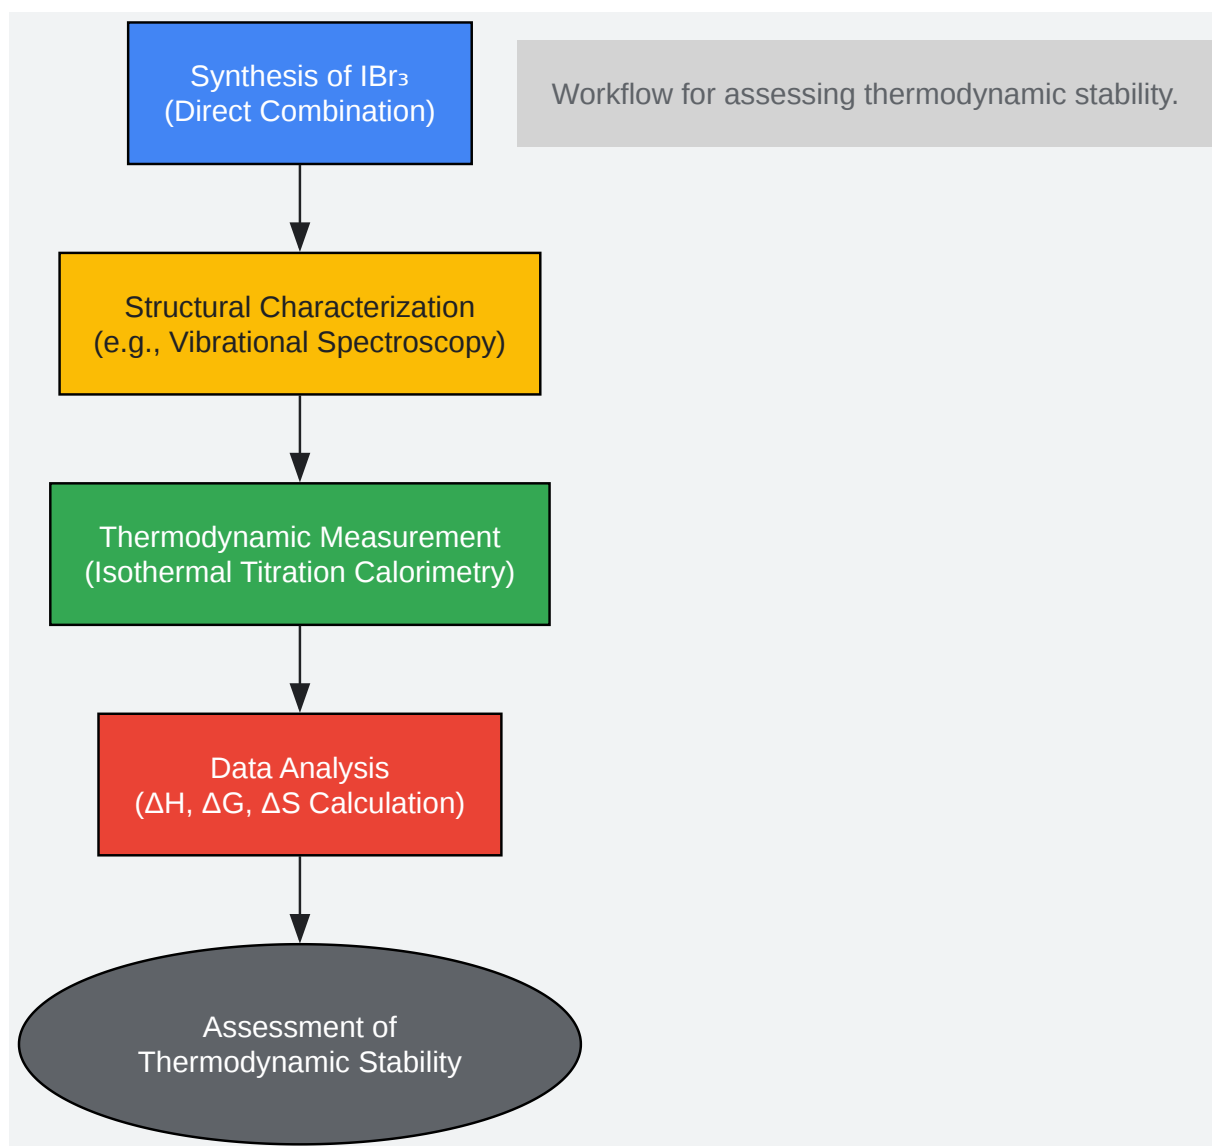 Synthesis of IBr₃
(Direct Combination)
Workflow for assessing thermodynamic stability.
Structural Characterization
(e.g., Vibrational Spectroscopy)
Thermodynamic Measurement
(Isothermal Titration Calorimetry)
Data Analysis
(ΔH, ΔG, ΔS Calculation)
Assessment of
Thermodynamic Stability